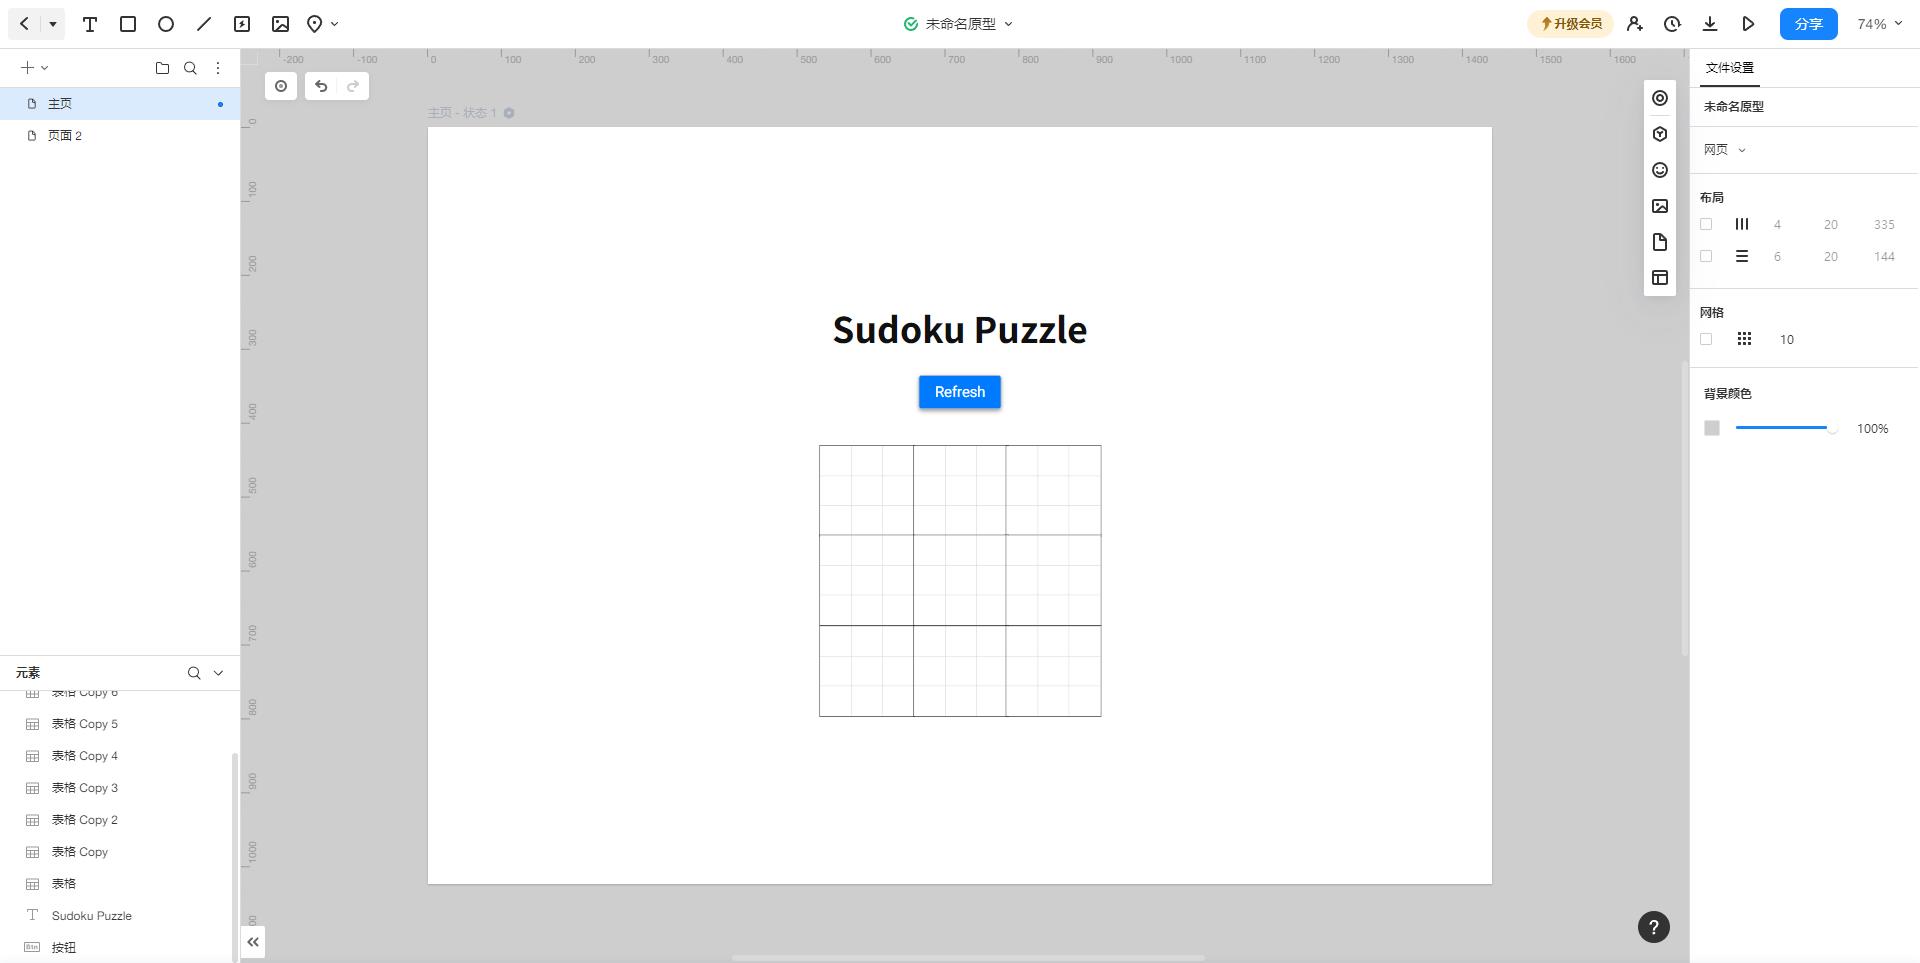 未命名原型
升级会员
分享
74%
主页
页面 2
-200
-100
0
100
200
300
400
500
600
700
800
900
1000
1100
1200
1300
1400
1500
1600
0
100
200
300
400
500
600
700
800
900
1000
主页 - 状态 1
Sudoku Puzzle
Refresh
元素
表格 Copy 6
表格 Copy 5
表格 Copy 4
表格 Copy 3
表格 Copy 2
表格 Copy
表格
T Sudoku Puzzle
Btn 按钮
文件设置
未命名原型
网页
布局
4 20 335
6 20 144
网格
10
背景颜色
100%
?